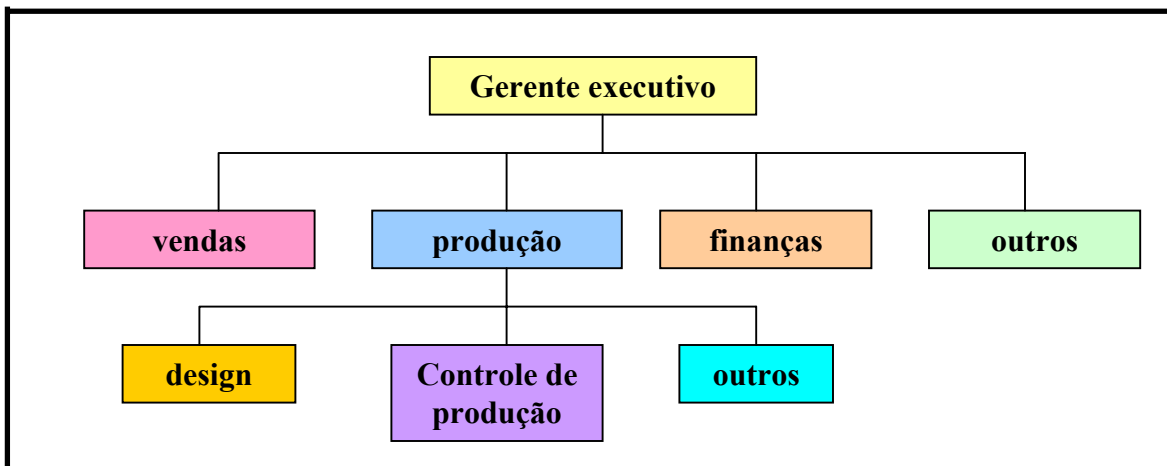 Gerente executivo
vendas
produção
finanças
outros
design
Controle de
produção
outros